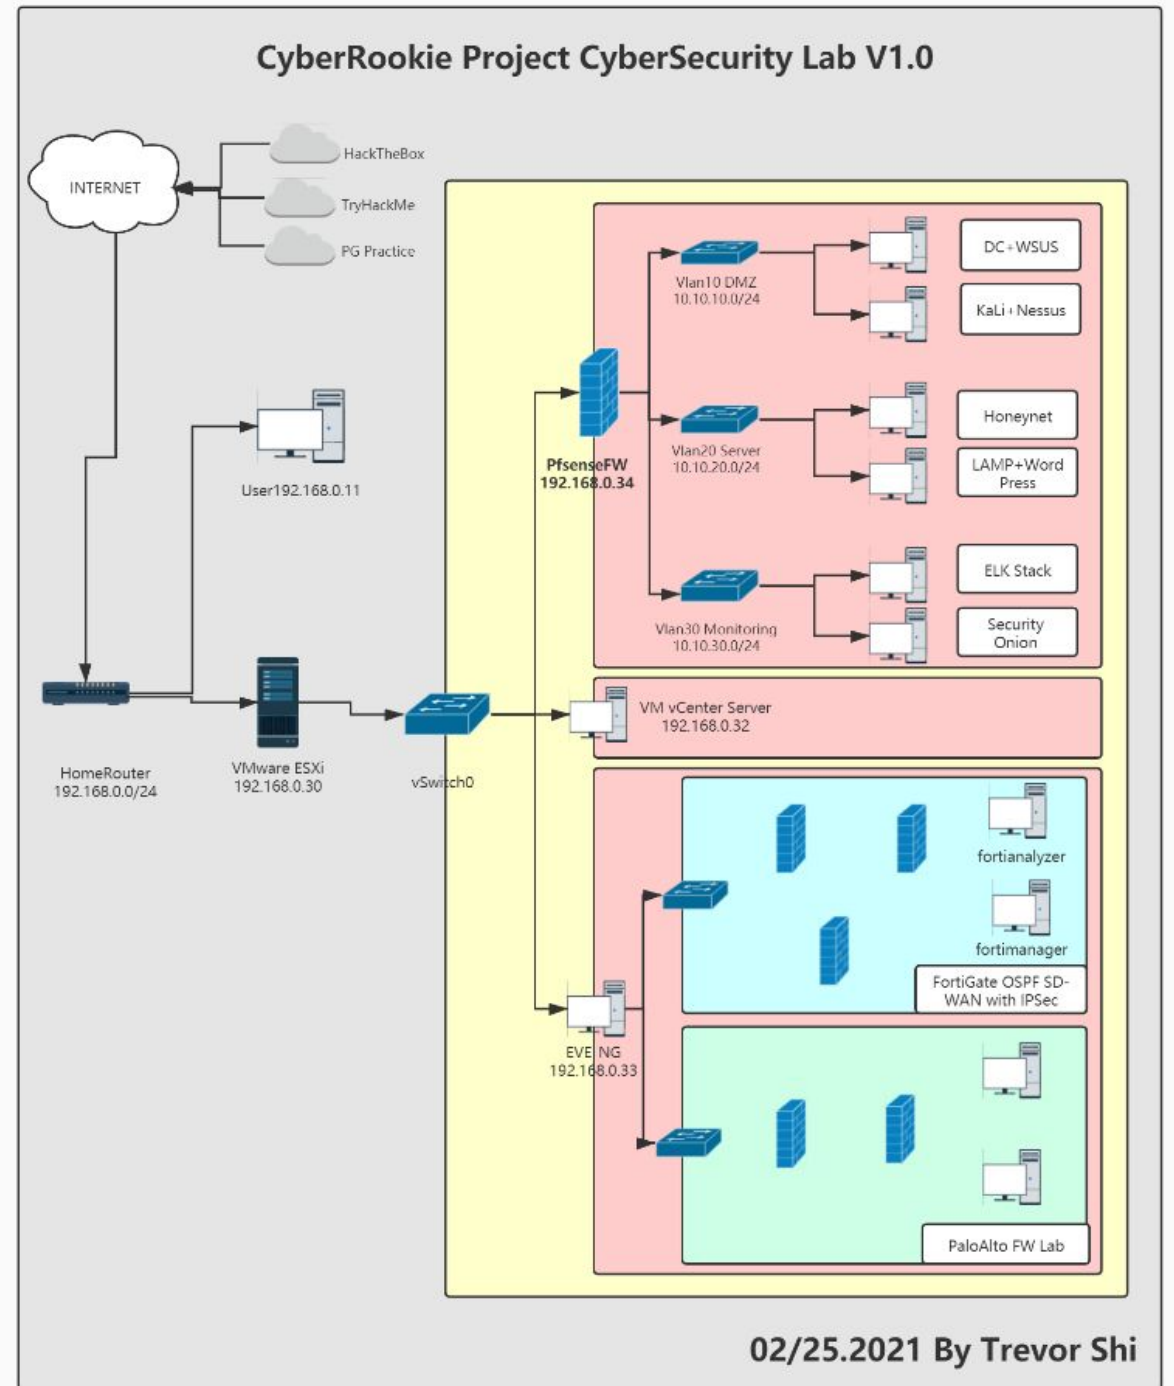 CyberRookie Project CyberSecurity Lab V1.0
INTERNET
HackTheBox
TryHackMe
PG Practice
User192.168.0.11
HomeRouter
192.168.0.0/24
VMware ESXi
192.168.0.30
vSwitch0
PfsenseFW
192.168.0.34
Vlan10 DMZ
10.10.10.0/24
DC+WSUS
KaLi+Nessus
Vlan20 Server
10.10.20.0/24
Honeynet
LAMP+Word
Press
Vlan30 Monitoring
10.10.30.0/24
ELK Stack
Security
Onion
VM vCenter Server
192.168.0.32
EVE-NG
192.168.0.33
fortianalyzer
fortimanager
FortiGate OSPF SD-
WAN with IPSec
PaloAlto FW Lab
02/25.2021 By Trevor Shi